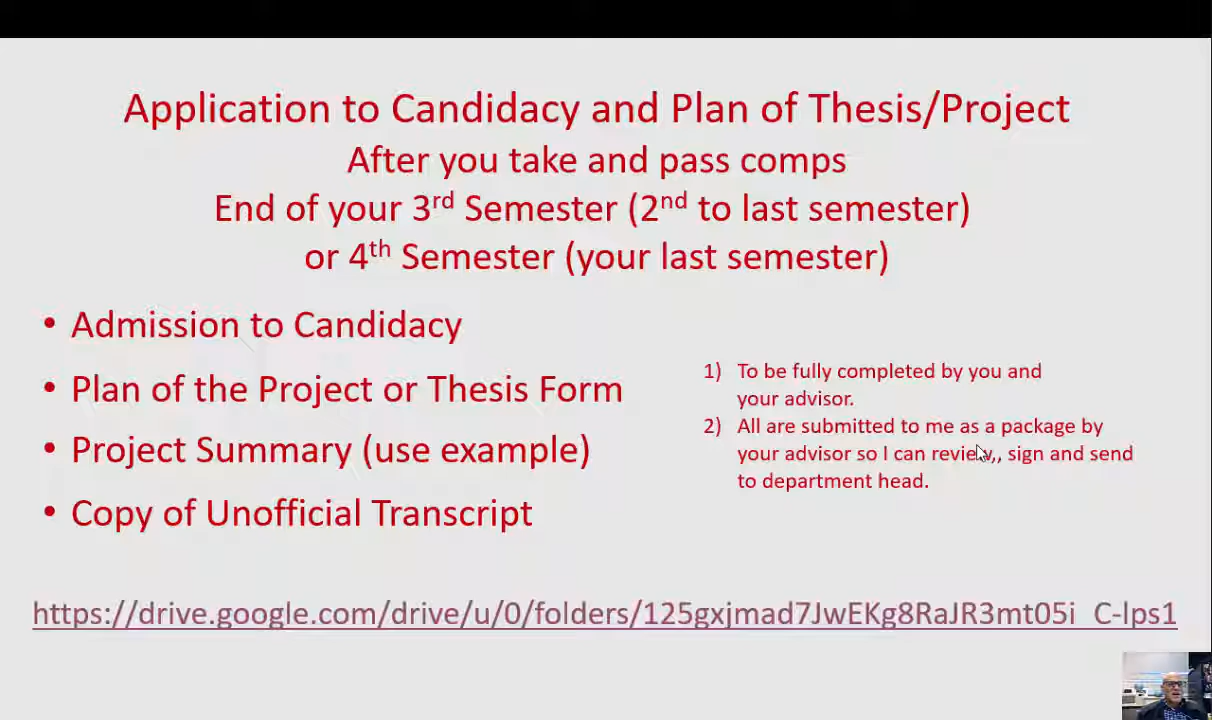 Application to Candidacy and Plan of Thesis/Project
After you take and pass comps
End of your 3rd Semester (2nd to last semester)
or 4th Semester (your last semester)
• Admission to Candidacy
• Plan of the Project or Thesis Form
• Project Summary (use example)
• Copy of Unofficial Transcript
1) To be fully completed by you and
your advisor.
2) All are submitted to me as a package by
your advisor so I can review,, sign and send
to department head.
https://drive.google.com/drive/u/0/folders/125gxjmad7JwEKg8RaJR3mt05i_C-lps1